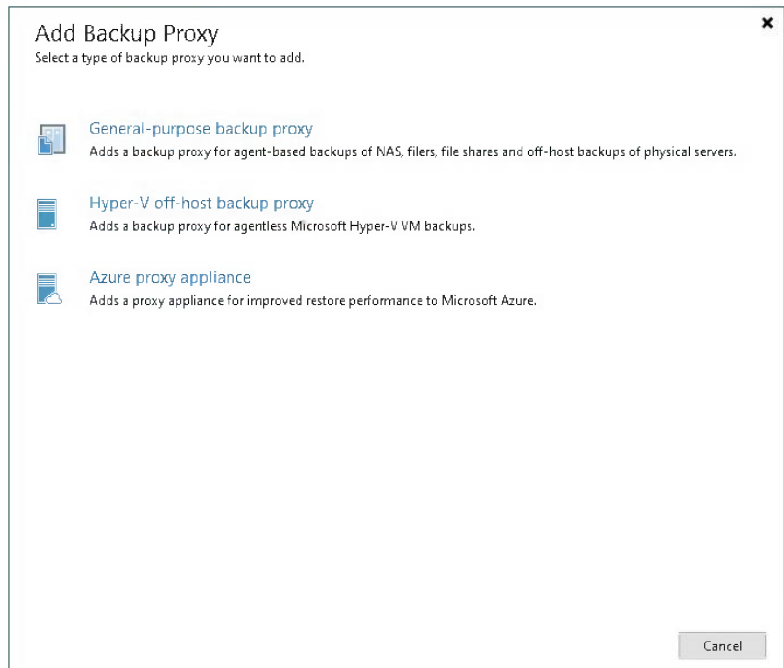 Add Backup Proxy
Select a type of backup proxy you want to add.
General-purpose backup proxy
Adds a backup proxy for agent-based backups of NAS, filers, file shares and off-host backups of physical servers.
Hyper-V off-host backup proxy
Adds a backup proxy for agentless Microsoft Hyper-V VM backups.
Azure proxy appliance
Adds a proxy appliance for improved restore performance to Microsoft Azure.
Cancel